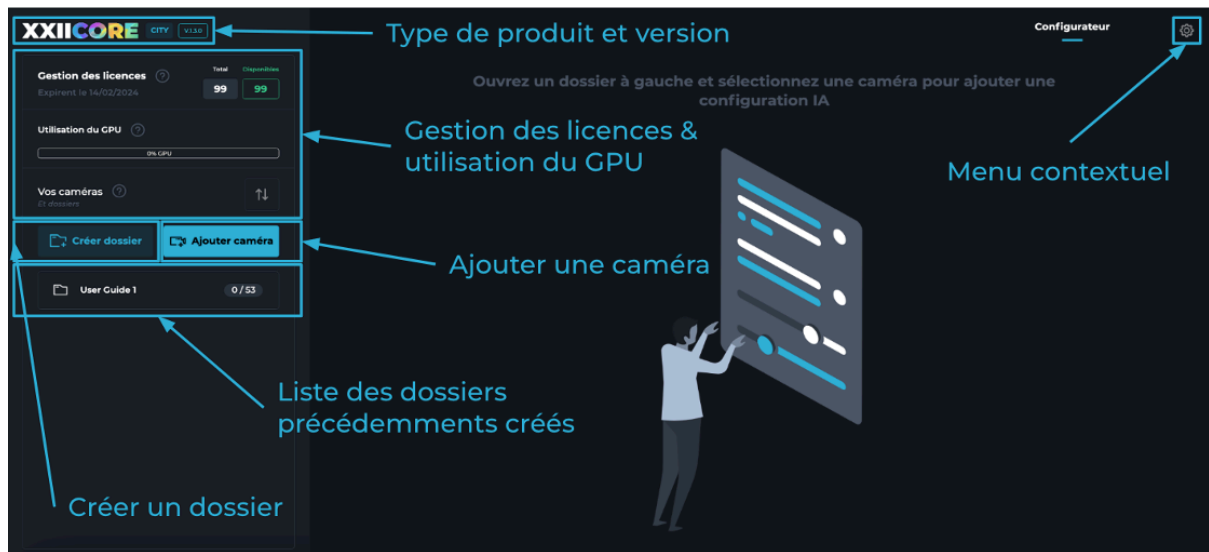 XXIICORE CITY V.1.3.0
Type de produit et version
Configurateur
Gestion des licences ?
Expirent le 14/02/2024
Total Disponibles
99 99
Ouvrez un dossier à gauche et sélectionnez une caméra pour ajouter une
configuration IA
Utilisation du GPU ?
0% GPU
Gestion des licences &
utilisation du GPU
Menu contextuel
Vos caméras ?
Et dossiers
Créer dossier
Ajouter caméra
Ajouter une caméra
User Guide 1 0 / 53
Liste des dossiers
précédemments créés
Créer un dossier